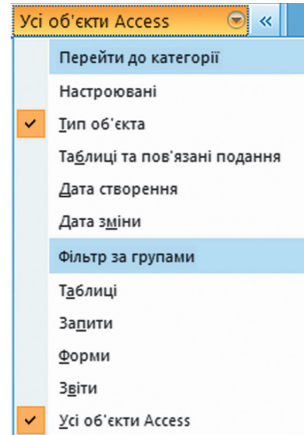 Усі об'єкти Access «
Перейти до категорії
Настроювані
Тип об'єкта
Таблиці та пов'язані подання
Дата створення
Дата зміни
Фільтр за групами
Таблиці
Запити
Форми
Звіти
Усі об'єкти Access